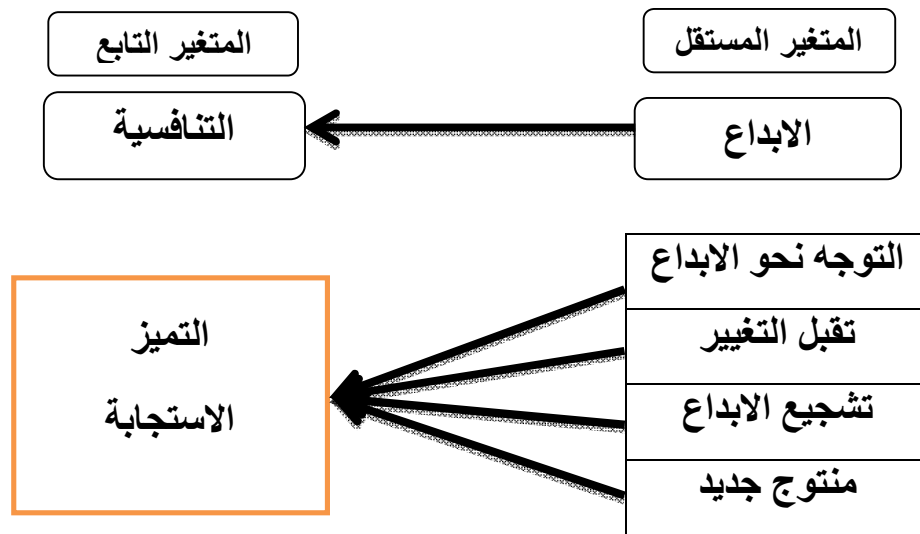 المتغير المستقل
المتغير التابع
الابداع
التنافسية
التوجه نحو الابداع
تقبل التغيير
تشجيع الابداع
منتوج جديد
التميز
الاستجابة